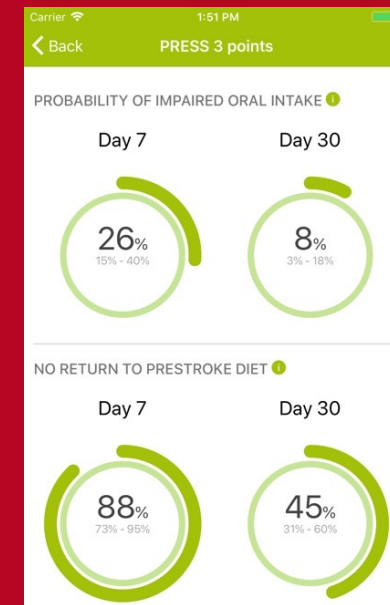 Carrier 1:51 PM
Back PRESS 3 points
PROBABILITY OF IMPAIRED ORAL INTAKE i
Day 7 Day 30
26% 8%
15% - 40% 3% - 18%
NO RETURN TO PRESTROKE DIET i
Day 7 Day 30
88% 45%
73% - 95% 31% - 60%